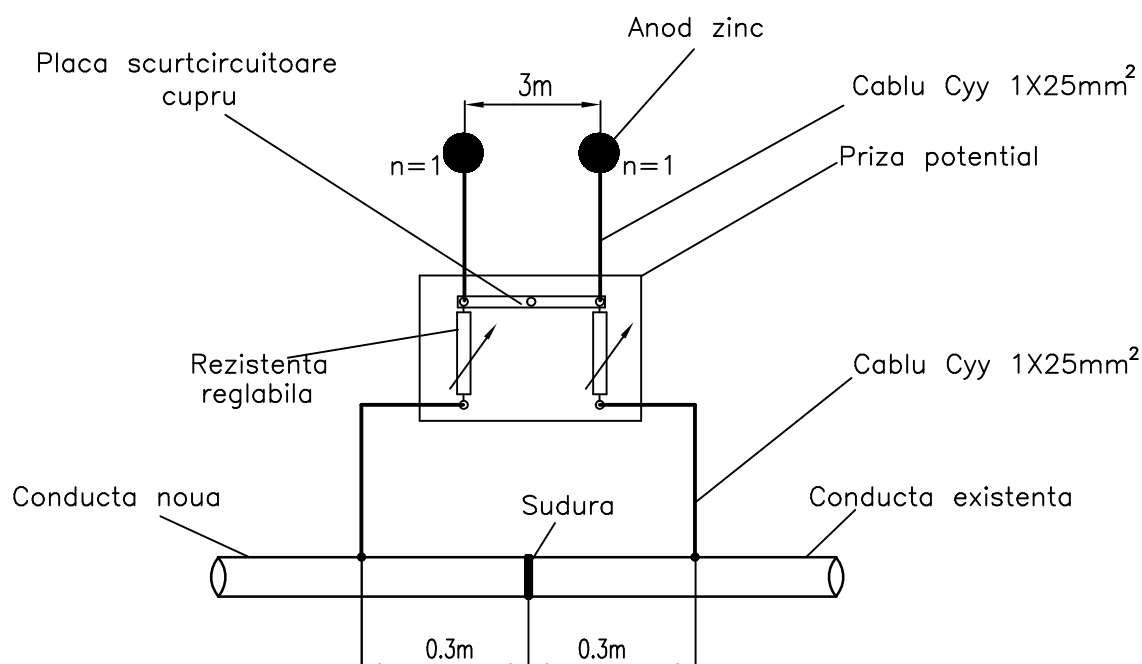 Anod zinc
Placa scurtcircuitoare
cupru
3m
Cablu Cyy 1X25mm²
n=1
n=1
Priza potential
Rezistenta
reglabila
Cablu Cyy 1X25mm²
Conducta noua
Sudura
Conducta existenta
0.3m
0.3m